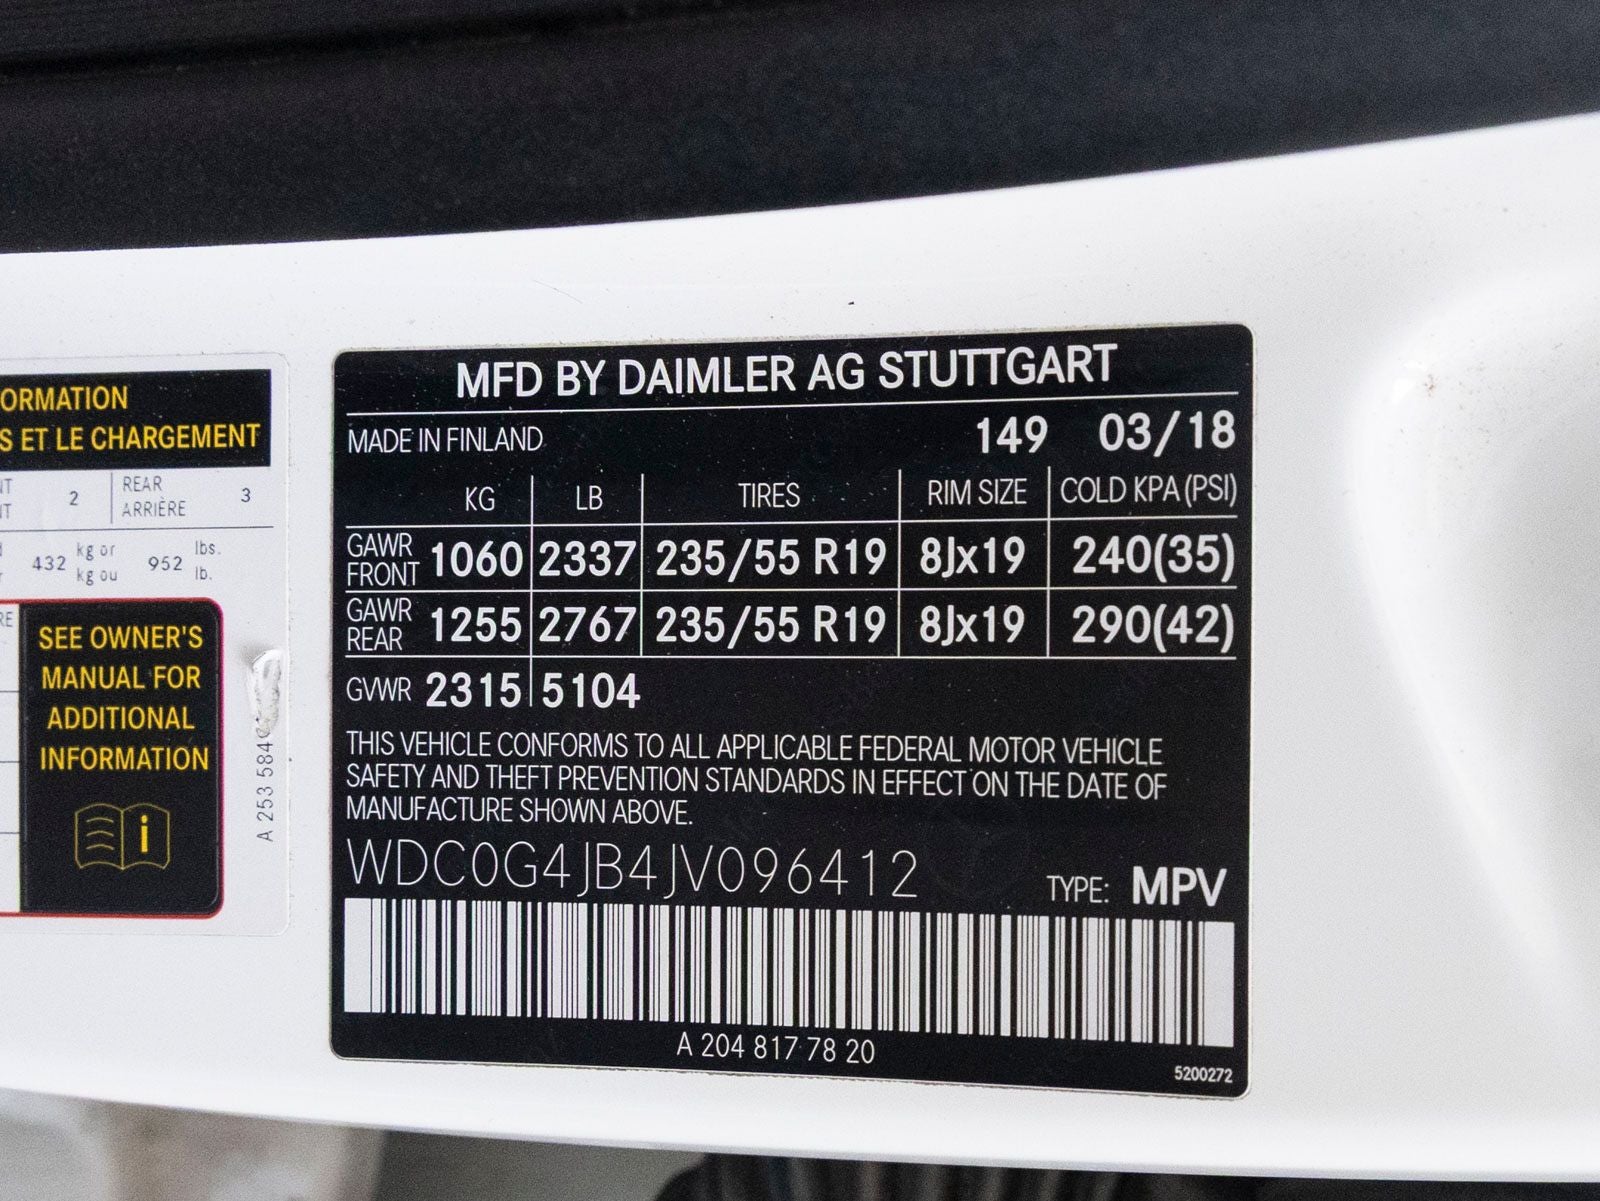 ORMATION
S ET LE CHARGEMENT
NT 2 REAR 3
NT ARRIÈRE
432 kg or 952 lbs.
kg ou lb.
RE
SEE OWNER'S
MANUAL FOR
ADDITIONAL
INFORMATION
i
A 253 584
MFD BY DAIMLER AG STUTTGART
MADE IN FINLAND 149 03/18
KG LB TIRES RIM SIZE COLD KPA (PSI)
GAWR FRONT 1060 2337 235/55 R19 8Jx19 240(35)
GAWR REAR 1255 2767 235/55 R19 8Jx19 290(42)
GVWR 2315 5104
THIS VEHICLE CONFORMS TO ALL APPLICABLE FEDERAL MOTOR VEHICLE
SAFETY AND THEFT PREVENTION STANDARDS IN EFFECT ON THE DATE OF
MANUFACTURE SHOWN ABOVE.
WDC0G4JB4JV096412 TYPE: MPV
A 204 817 78 20
5200272